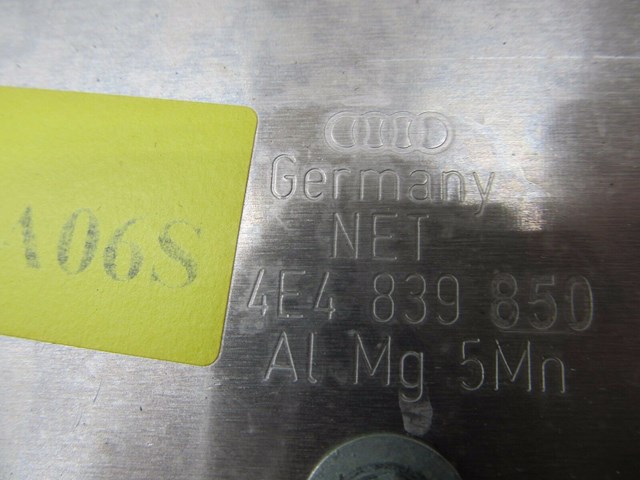 Germany
NET
4E4 839 850
Al Mg 5Mn
A06S